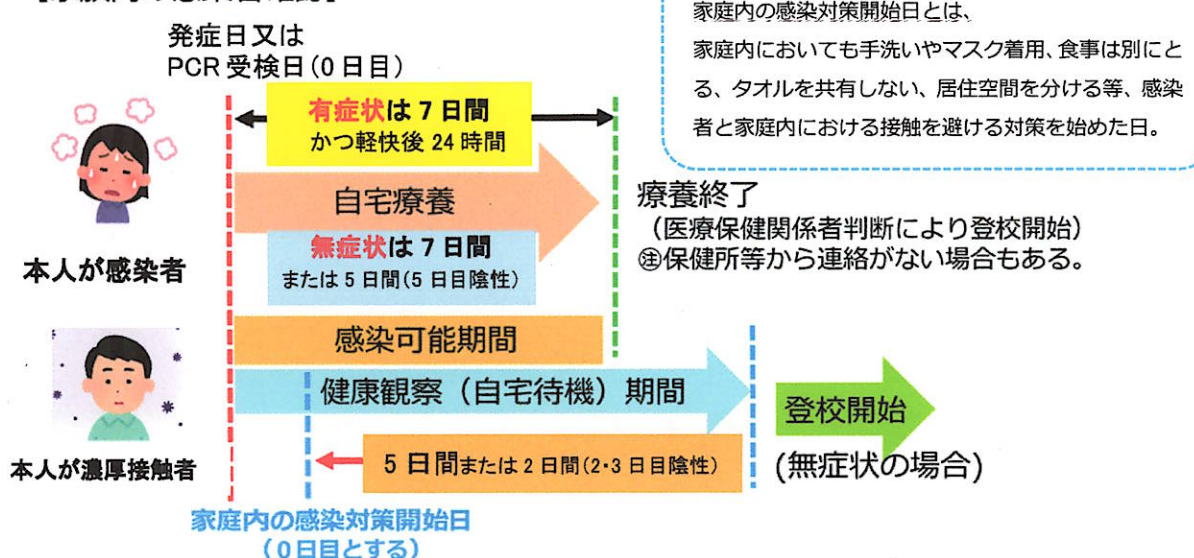 家庭内の感染対策開始日とは、
家庭内においても手洗いやマスク着用、食事は別にと
る、タオルを共有しない、居住空間を分ける等、感染
者と家庭内における接触を避ける対策を始めた日。
発症日又は
PCR受検日(0日目)
有症状は7日間
かつ軽快後24時間
自宅療養
無症状は7日間
または5日間(5日目陰性)
本人が感染者
療養終了
（医療保健関係者判断により登校開始）
㊟保健所等から連絡がない場合もある。
感染可能期間
健康観察（自宅待機）期間
登校開始
(無症状の場合)
5日間または2日間(2・3日目陰性)
本人が濃厚接触者
家庭内の感染対策開始日
（0日目とする）